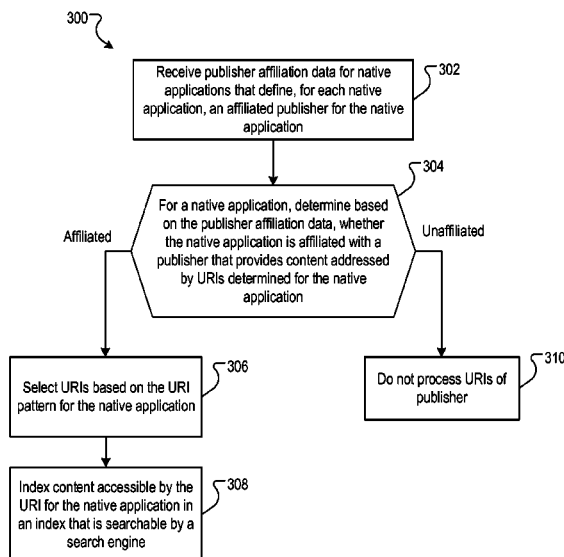 300
302
Receive publisher affiliation data for native
applications that define, for each native
application, an affiliated publisher for the native
application
304
For a native application, determine based on
the publisher affiliation data, whether
the native application is affiliated with a
publisher that provides content addressed
by URIs determined for the native
application
Affiliated
Unaffiliated
306
Select URIs based on the URI
pattern for the native application
310
Do not process URIs of
publisher
308
Index content accessible by the
URI for the native application in
an index that is searchable by a
search engine